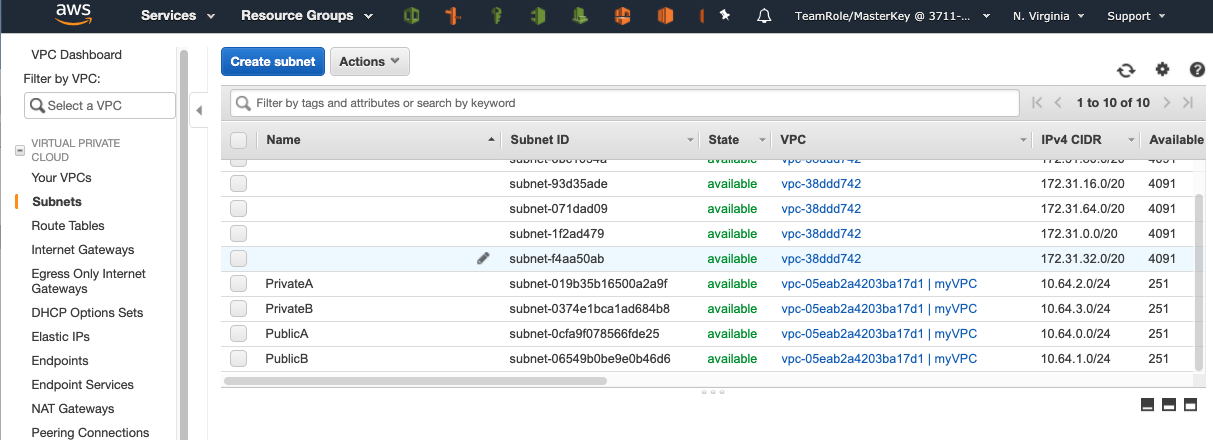 aws Services Resource Groups TeamRole/MasterKey @ 3711-... N. Virginia Support
VPC Dashboard
Filter by VPC:
Select a VPC
VIRTUAL PRIVATE
CLOUD
Your VPCs
Subnets
Route Tables
Internet Gateways
Egress Only Internet
Gateways
DHCP Options Sets
Elastic IPs
Endpoints
Endpoint Services
NAT Gateways
Peering Connections
Create subnet Actions
Filter by tags and attributes or search by keyword 1 to 10 of 10
Name Subnet ID State VPC IPv4 CIDR Available
available vpc-38ddd742 4091
subnet-93d35ade available vpc-38ddd742 172.31.16.0/20 4091
subnet-071dad09 available vpc-38ddd742 172.31.64.0/20 4091
subnet-1f2ad479 available vpc-38ddd742 172.31.0.0/20 4091
subnet-f4aa50ab available vpc-38ddd742 172.31.32.0/20 4091
PrivateA subnet-019b35b16500a2a9f available vpc-05eab2a4203ba17d1 | myVPC 10.64.2.0/24 251
PrivateB subnet-0374e1bca1ad684b8 available vpc-05eab2a4203ba17d1 | myVPC 10.64.3.0/24 251
PublicA subnet-0cfa9f078566fde25 available vpc-05eab2a4203ba17d1 | myVPC 10.64.0.0/24 251
PublicB subnet-06549b0be9e0b46d6 available vpc-05eab2a4203ba17d1 | myVPC 10.64.1.0/24 251